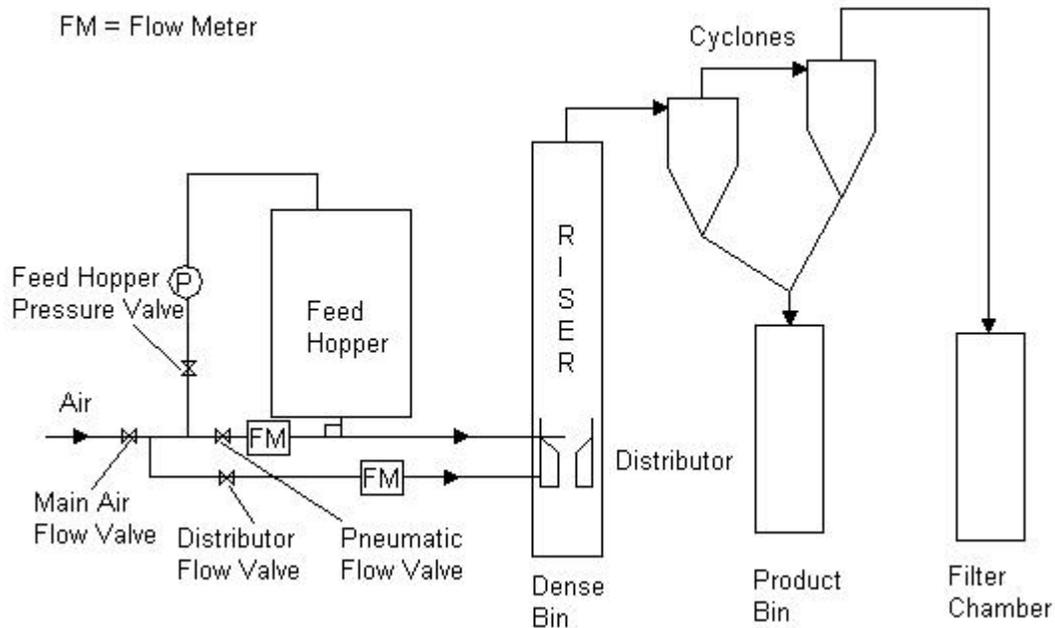 FM = Flow Meter
Cyclones
RISER
Feed Hopper
Pressure Valve
P
Feed
Hopper
Air
FM
FM
Distributor
Main Air
Flow Valve
Distributor
Flow Valve
Pneumatic
Flow Valve
Dense
Bin
Product
Bin
Filter
Chamber